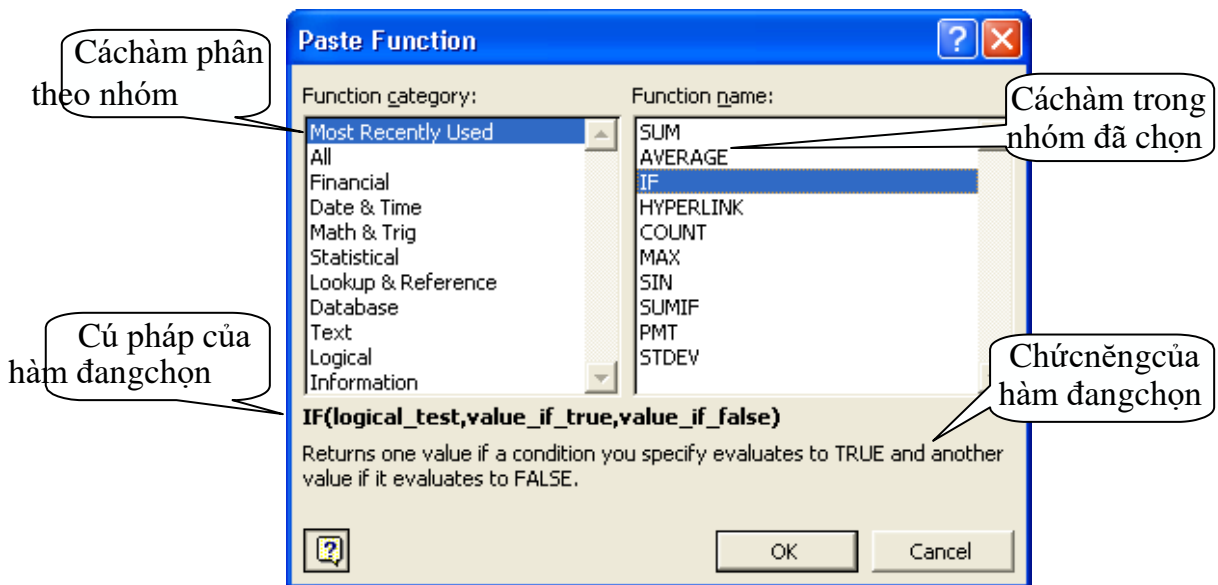 Paste Function
Cáchàm phân
theo nhóm
Function category:
Function name:
Most Recently Used
All
Financial
Date & Time
Math & Trig
Statistical
Lookup & Reference
Database
Text
Logical
Information
SUM
AVERAGE
IF
HYPERLINK
COUNT
MAX
SIN
SUMIF
PMT
STDEV
Cáchàm trong
nhóm đã chọn
Cú pháp của
hàm đangchọn
Chứcnĕngcủa
hàm đangchọn
IF(logical_test,value_if_true,value_if_false)
Returns one value if a condition you specify evaluates to TRUE and another
value if it evaluates to FALSE.
OK
Cancel